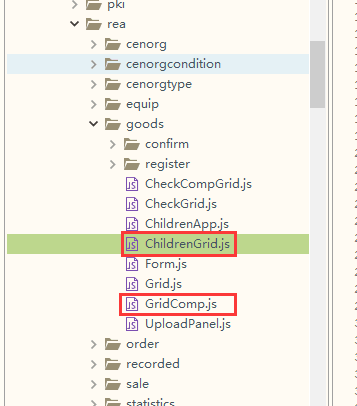 pki
rea
cenorg
cenorgcondition
cenorgtype
equip
goods
confirm
register
CheckCompGrid.js
CheckGrid.js
ChildrenApp.js
ChildrenGrid.js
Form.js
Grid.js
GridComp.js
UploadPanel.js
order
recorded
sale
statistics